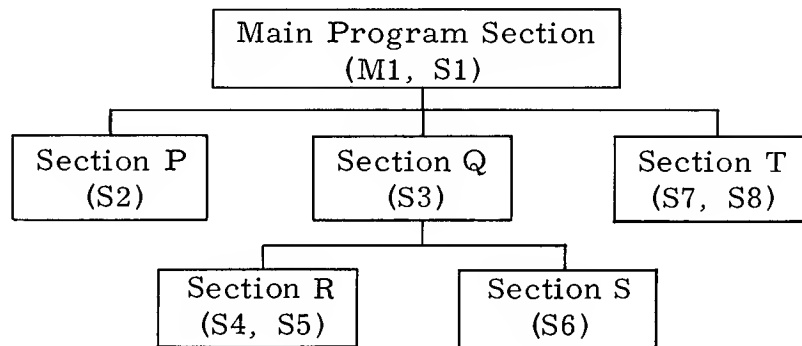 Main Program Section
(M1, S1)
Section P
(S2)
Section Q
(S3)
Section T
(S7, S8)
Section R
(S4, S5)
Section S
(S6)